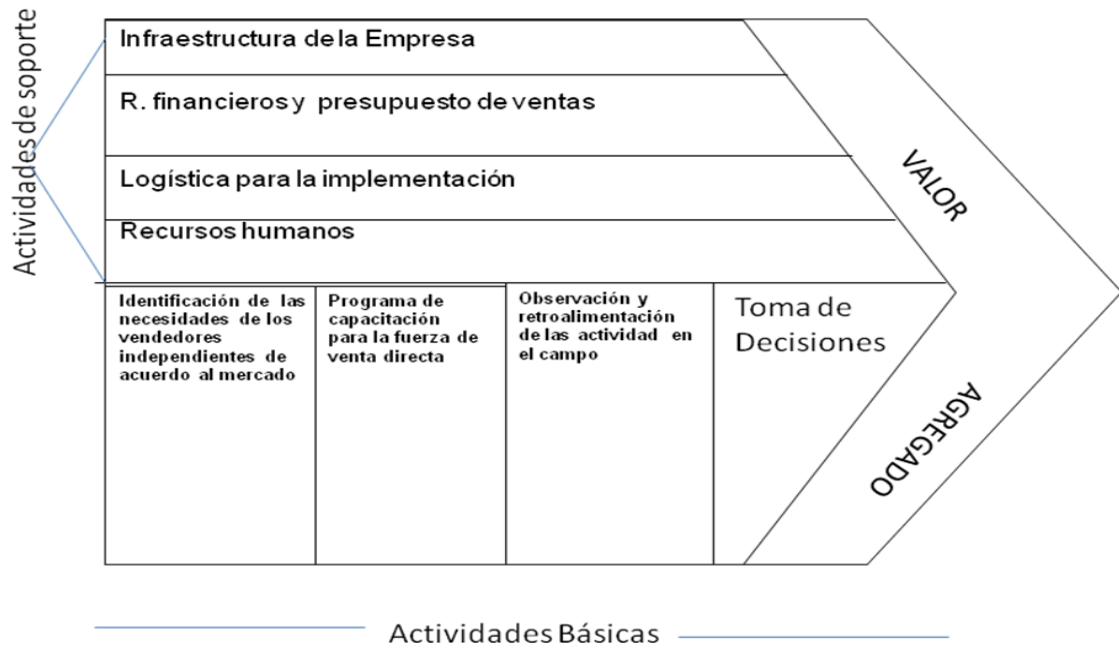 Actividades de soporte
Infraestructura de la Empresa
R. financieros y presupuesto de ventas
Logística para la implementación
Recursos humanos
Identificación de las
necesidades de los
vendedores
independientes de
acuerdo al mercado
Programa de
capacitación
para la fuerza de
venta directa
Observación y
retroalimentación
de las actividad en
el campo
Toma de
Decisiones
VALOR
AGREGADO
Actividades Básicas